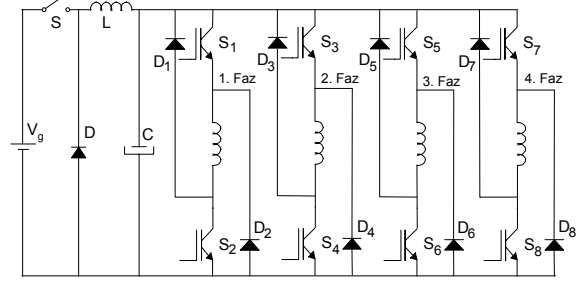 S
L
D1
S1
D3
S3
D5
S5
D7
S7
1. Faz
2. Faz
3. Faz
4. Faz
Vg
D
C
S2
D2
S4
D4
S6
D6
S8
D8